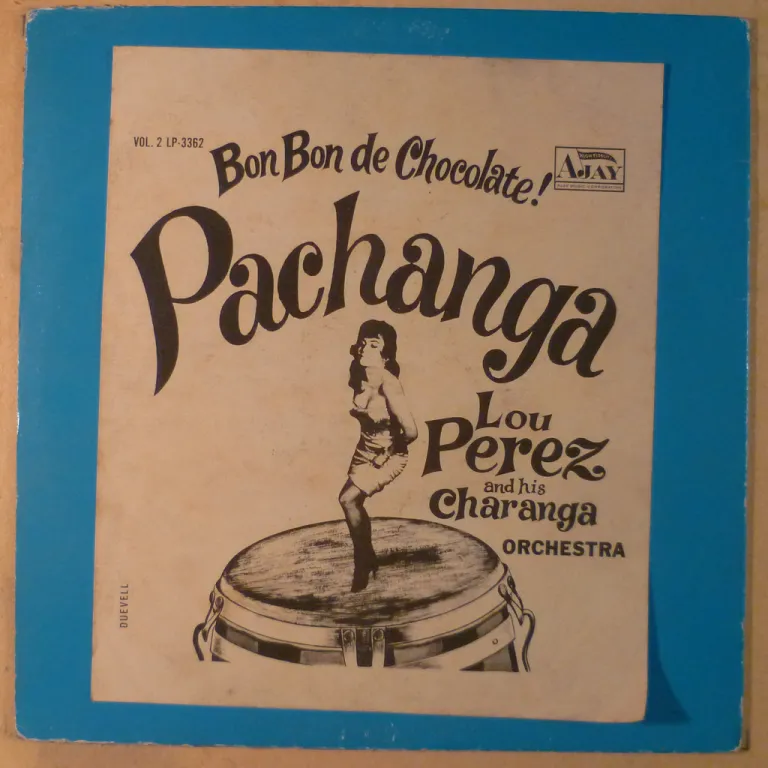 VOL. 2 LP-3362
Bon Bon de Chocolate!
AJAY
Pachanga
Lou
Perez
and his
Charanga
ORCHESTRA
DUEVELL